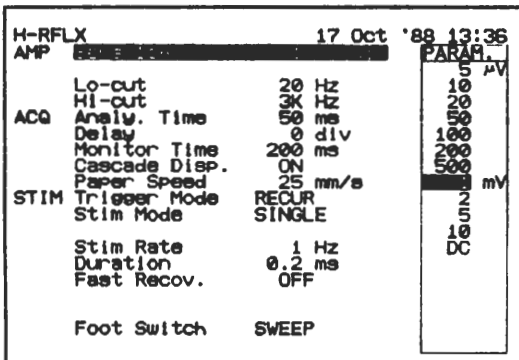 H-RFLX 17 Oct '88 13:36
AMP PARAM.
5 µV
Lo-cut 20 Hz 10
Hi-cut 3K Hz 20
ACQ Analy. Time 50 ms 50
Delay 0 div 100
Monitor Time 200 ms 200
Cascade Disp. ON 500
Paper Speed 25 mm/s mV
STIM Trigger Mode RECUR 2
Stim Mode SINGLE 5
10
Stim Rate 1 Hz DC
Duration 0.2 ms
Fast Recov. OFF
Foot Switch SWEEP